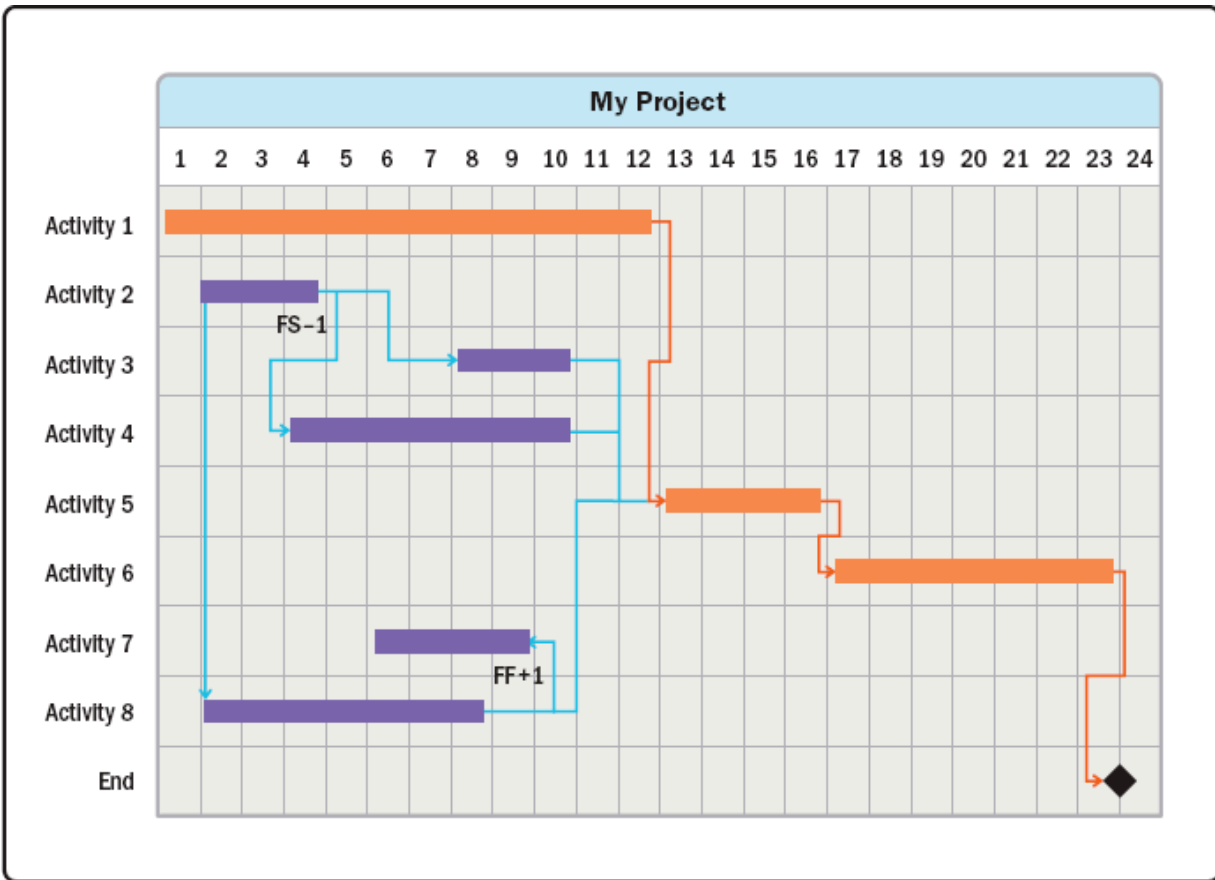 My Project
1 2 3 4 5 6 7 8 9 10 11 12 13 14 15 16 17 18 19 20 21 22 23 24
Activity 1
Activity 2
FS–1
Activity 3
Activity 4
Activity 5
Activity 6
Activity 7
FF+1
Activity 8
End